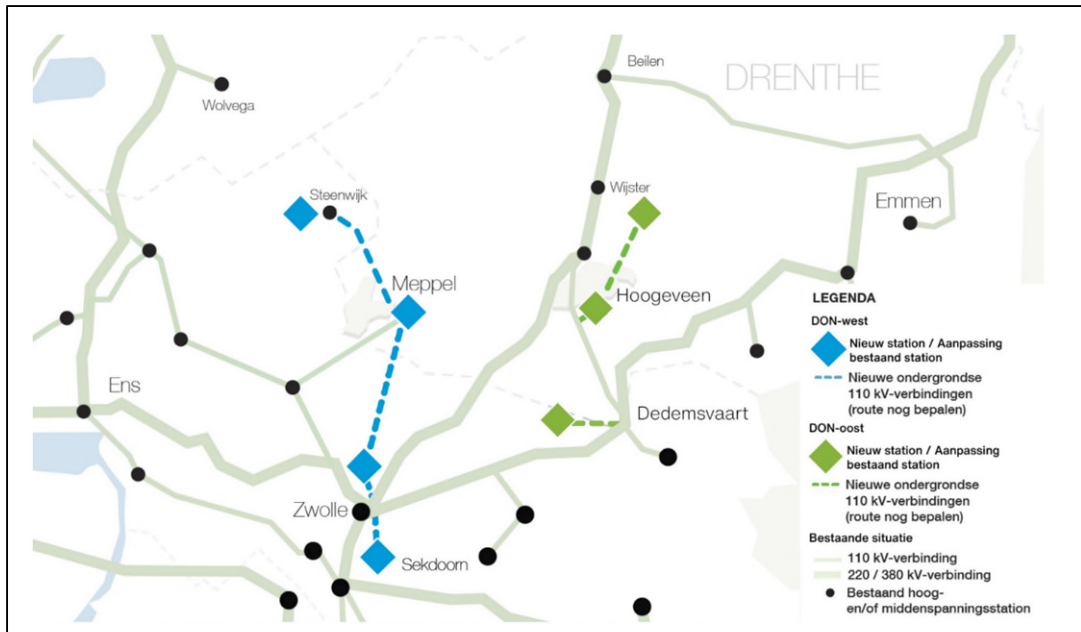 Beilen
DRENTHE
Wolvega
Steenwijk
Wijster
Emmen
Meppel
Hoogeveen
Ens
Dedemsvaart
Zwolle
Sekdoorn
LEGENDA
DON-west
Nieuw station / Aanpassing
bestaand station
Nieuwe ondergrondse
110 kV-verbindingen
(route nog bepalen)
DON-oost
Nieuw station / Aanpassing
bestaand station
Nieuwe ondergrondse
110 kV-verbindingen
(route nog bepalen)
Bestaande situatie
110 kV-verbinding
220 / 380 kV-verbinding
Bestaand hoog-
en/of middenspanningsstation